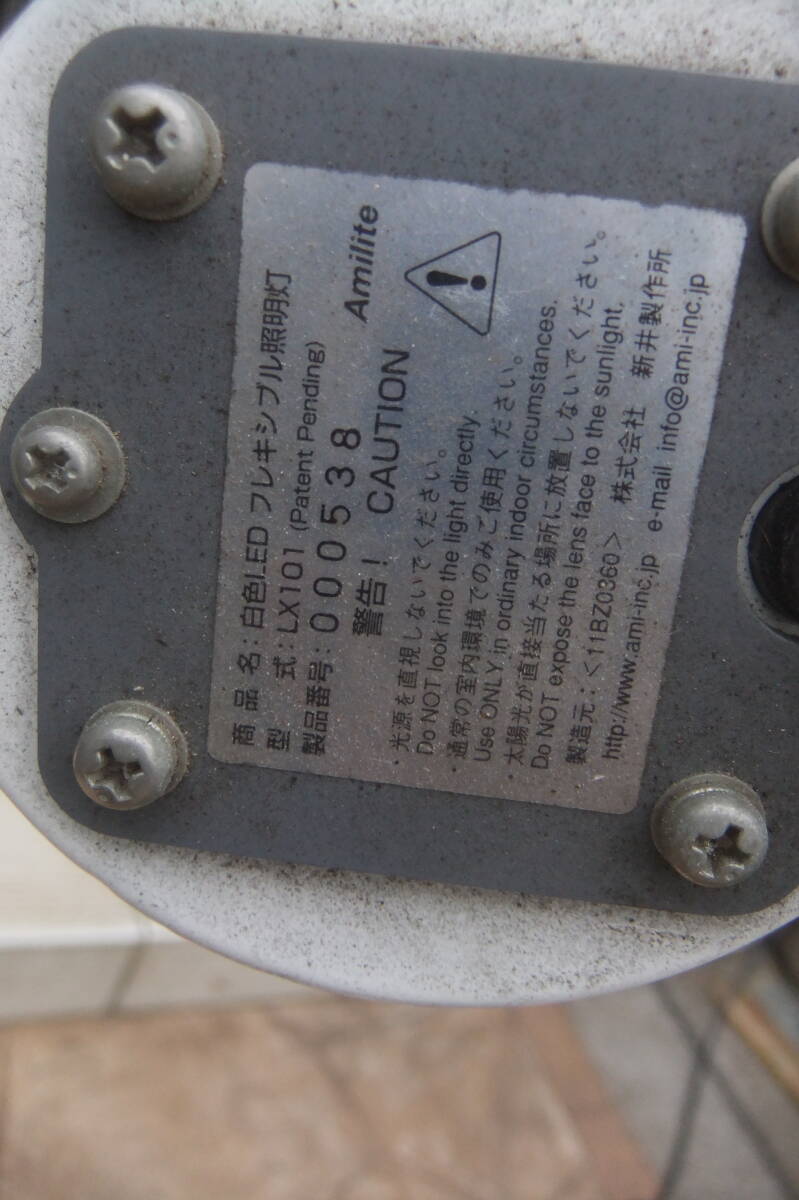 商品名：白色LED フレキシブル照明灯
型式：LX101 (Patent Pending)
製品番号：000538 Amilite
警告！ CAUTION
・光源を直視しないでください。
Do NOT look into the light directly.
・通常の室内環境でのみご使用ください。
Use ONLY in ordinary indoor circumstances.
・太陽光が直接当たる場所に放置しないでください。
Do NOT expose the lens face to the sunlight.
製造元：<11BZ0360> 株式会社 新井製作所
http://www.ami-inc.jp e-mail info@ami-inc.jp